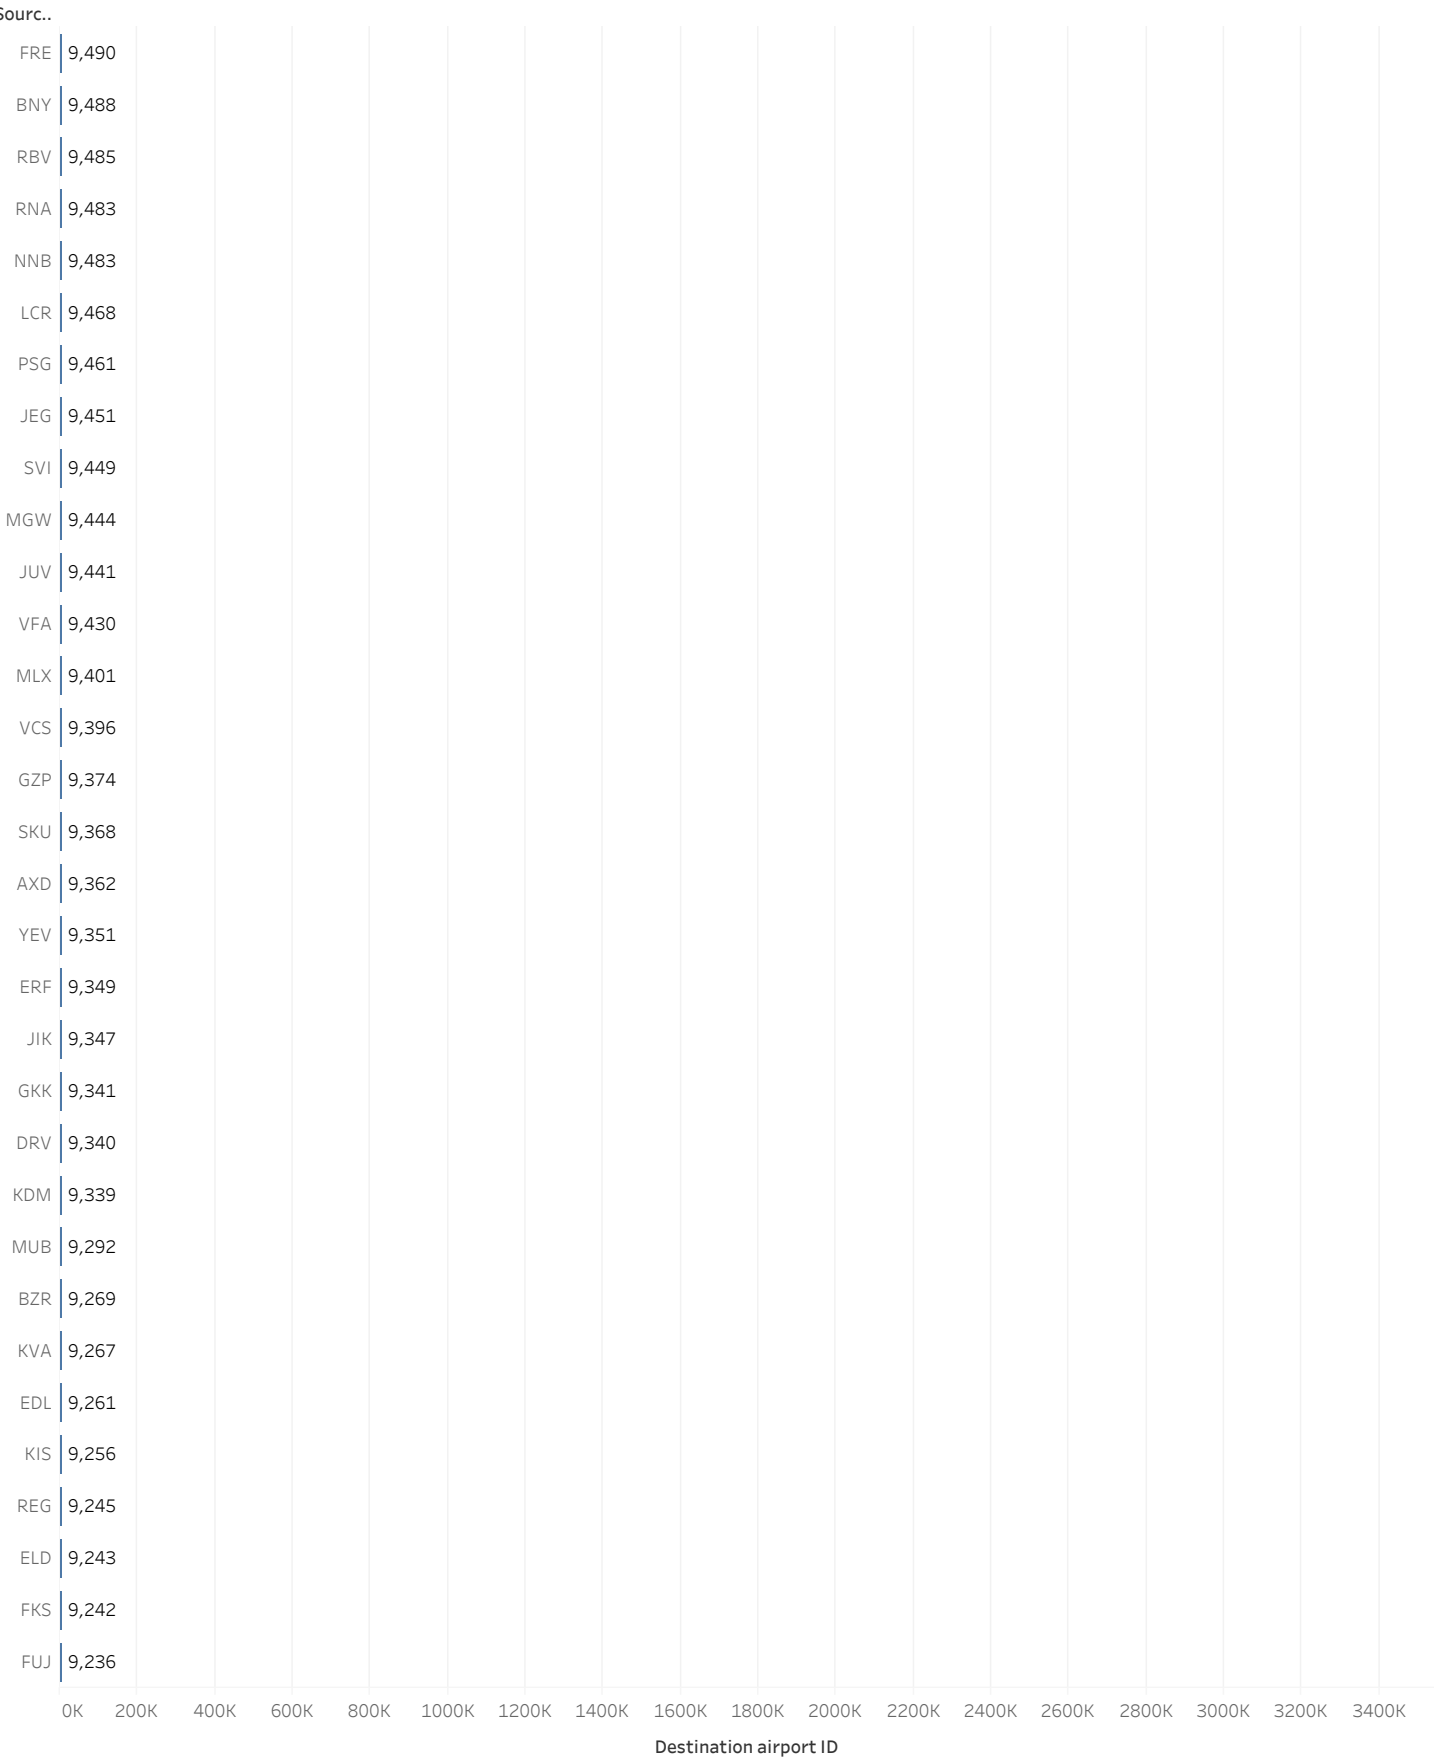 Sourc..
FRE 9,490
BNY 9,488
RBV 9,485
RNA 9,483
NNB 9,483
LCR 9,468
PSG 9,461
JEG 9,451
SVI 9,449
MGW 9,444
JUV 9,441
VFA 9,430
MLX 9,401
VCS 9,396
GZP 9,374
SKU 9,368
AXD 9,362
YEV 9,351
ERF 9,349
JIK 9,347
GKK 9,341
DRV 9,340
KDM 9,339
MUB 9,292
BZR 9,269
KVA 9,267
EDL 9,261
KIS 9,256
REG 9,245
ELD 9,243
FKS 9,242
FUJ 9,236
0K 200K 400K 600K 800K 1000K 1200K 1400K 1600K 1800K 2000K 2200K 2400K 2600K 2800K 3000K 3200K 3400K
Destination airport ID